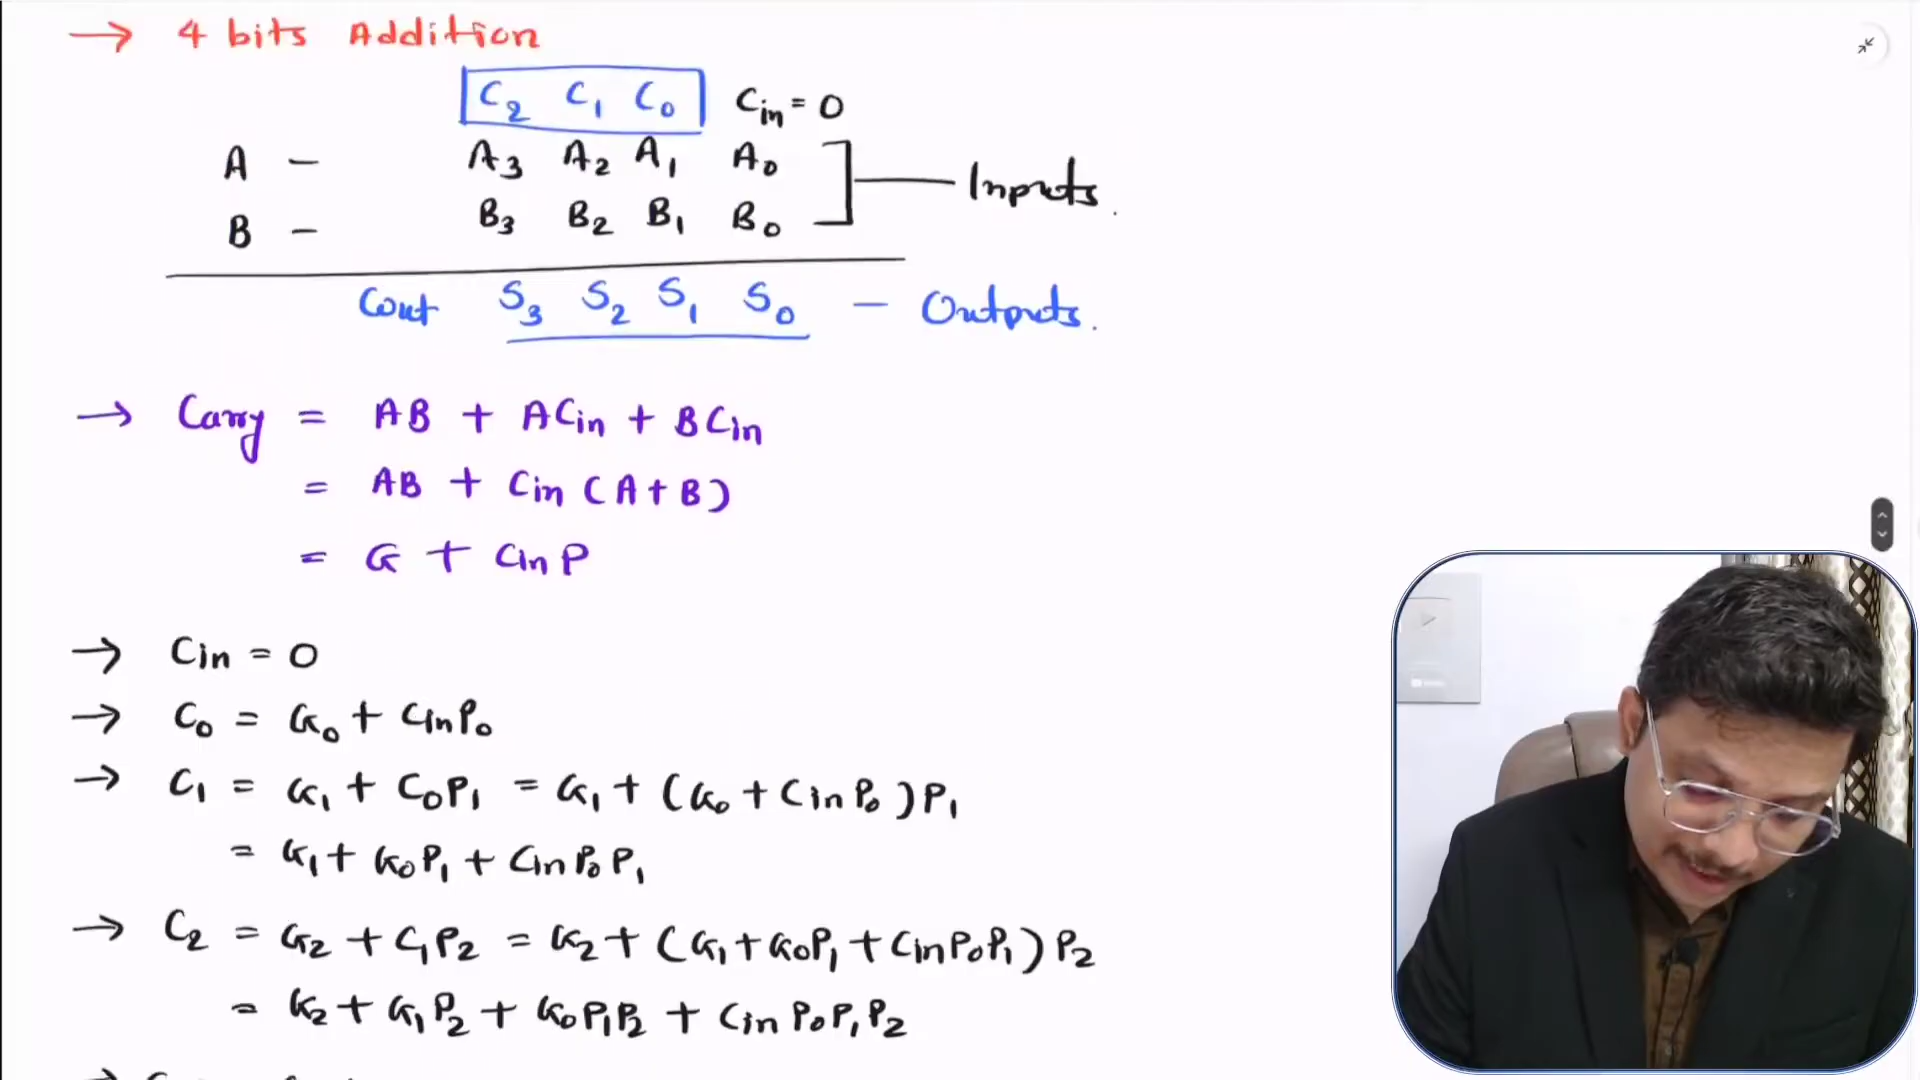 → 4 bits Addition
C₂ C₁ C₀ Cin = 0
A – A₃ A₂ A₁ A₀
B – B₃ B₂ B₁ B₀
Inputs.
Cout S₃ S₂ S₁ S₀ – Outputs.
→ Carry = AB + ACin + BCin
= AB + Cin (A+B)
= G + Cin P
→ Cin = 0
→ C₀ = G₀ + CinP₀
→ C₁ = G₁ + C₀P₁ = G₁ + (G₀ + CinP₀)P₁
= G₁ + G₀P₁ + CinP₀P₁
→ C₂ = G₂ + C₁P₂ = G₂ + (G₁ + G₀P₁ + CinP₀P₁)P₂
= G₂ + G₁P₂ + G₀P₁P₂ + CinP₀P₁P₂